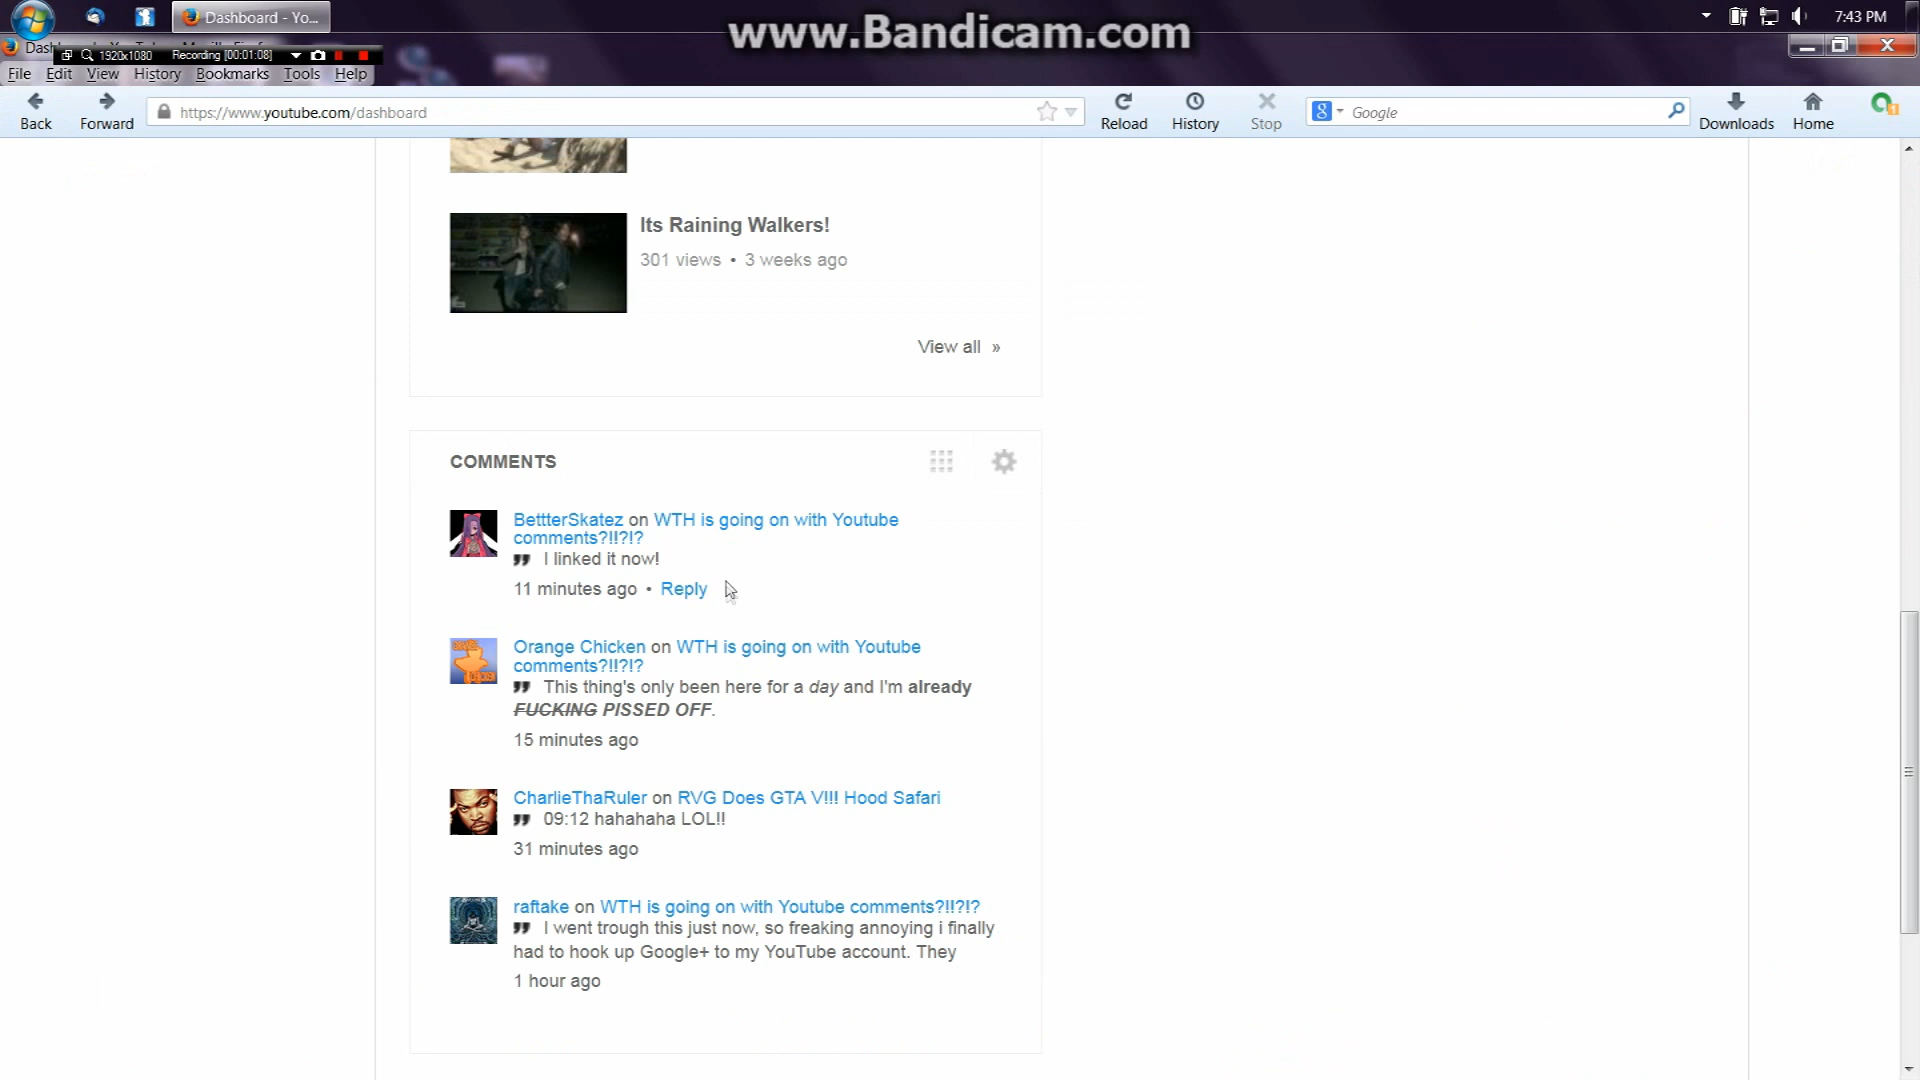 Dashboard - Yo...
www.Bandicam.com
7:43 PM
1920x1080
Recording [00:01:08]
File Edit View History Bookmarks Tools Help
Back
Forward
https://www.youtube.com/dashboard
Reload
History
Stop
Google
Downloads
Home
Its Raining Walkers!
301 views • 3 weeks ago
View all »
COMMENTS
BettterSkatez on WTH is going on with Youtube
comments?!!?!?
I linked it now!
11 minutes ago • Reply
Orange Chicken on WTH is going on with Youtube
comments?!!?!?
This thing's only been here for a day and I'm already
FUCKING PISSED OFF.
15 minutes ago
CharlieThaRuler on RVG Does GTA V!!! Hood Safari
09:12 hahahaha LOL!!
31 minutes ago
raftake on WTH is going on with Youtube comments?!!?!?
I went trough this just now, so freaking annoying i finally
had to hook up Google+ to my YouTube account. They
1 hour ago